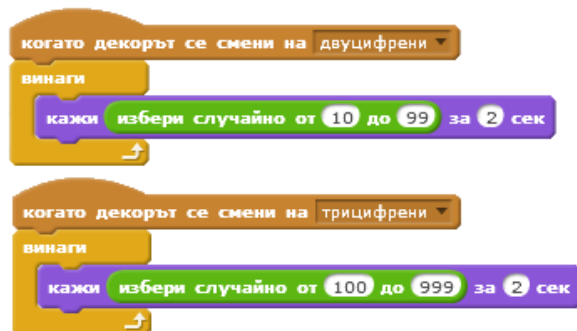 когато декорът се смени на двуцифрени
винаги
кажи избери случайно от 10 до 99 за 2 сек
когато декорът се смени на трицифрени
винаги
кажи избери случайно от 100 до 999 за 2 сек